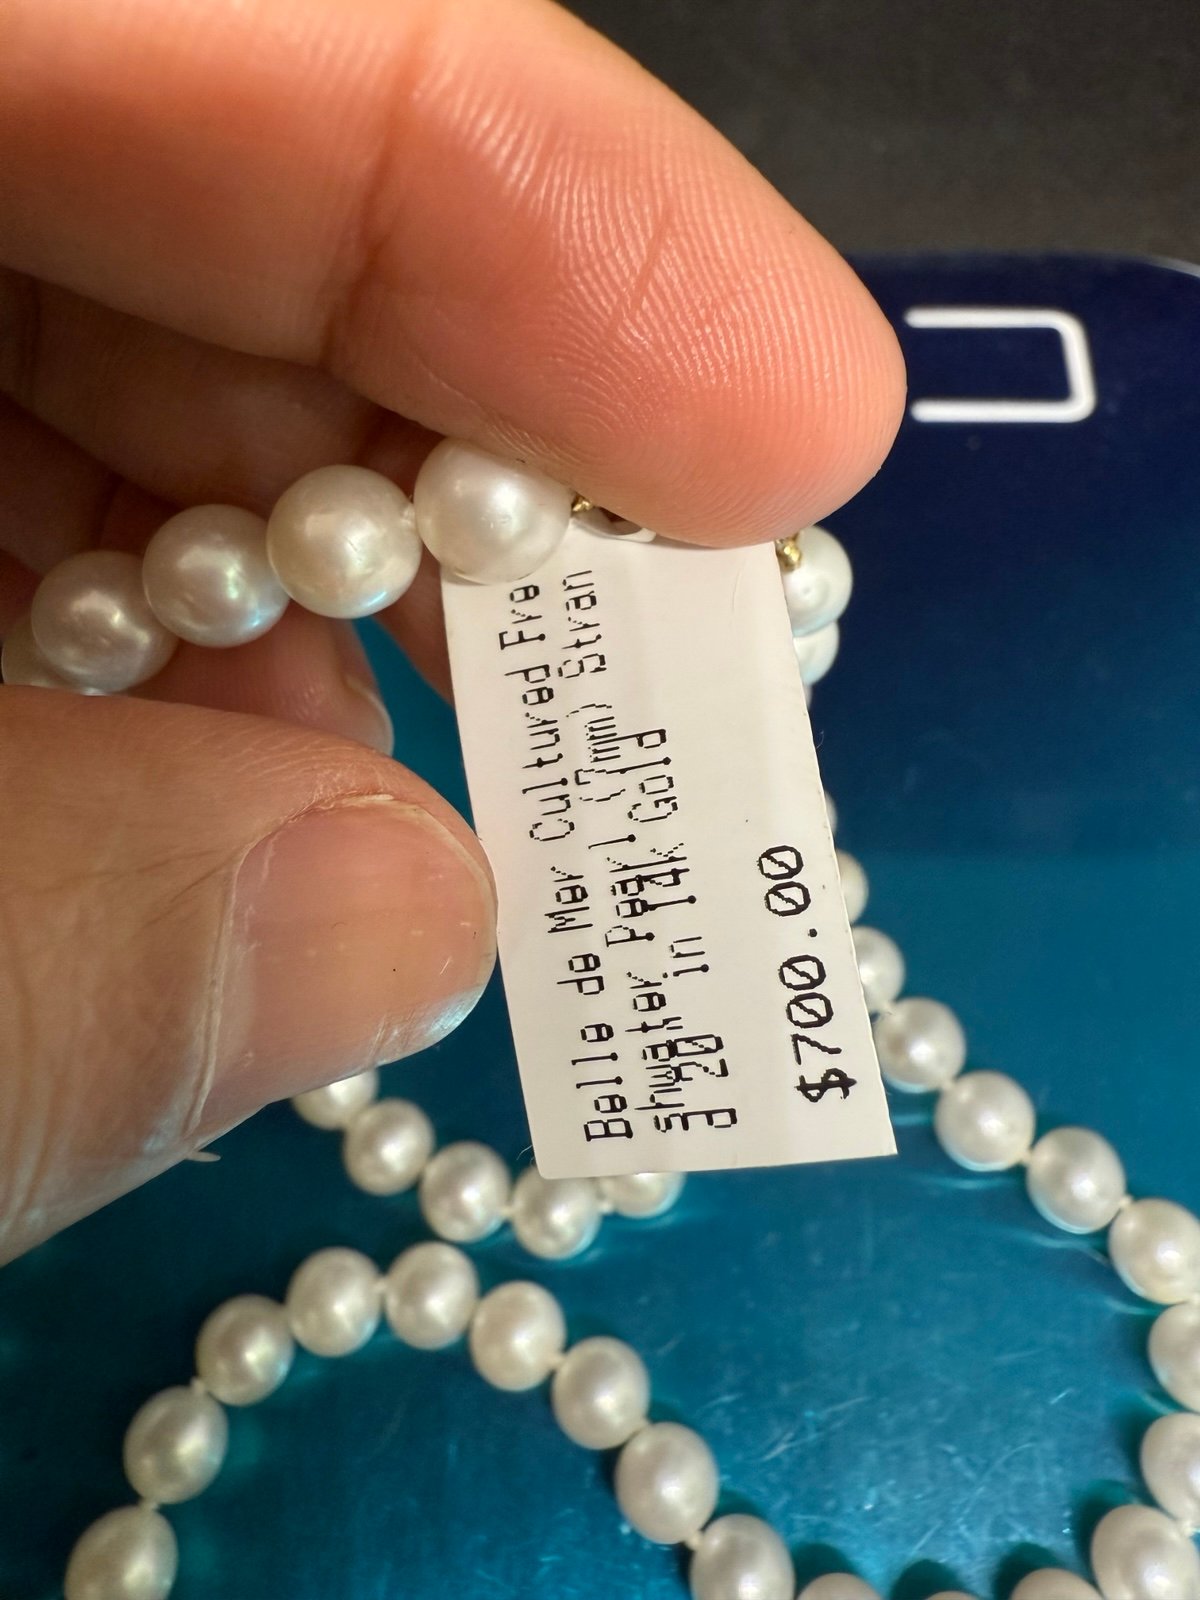 Belle de Mer Cultured Fre
shwater Pearl (7mm) Stran
d 20 in 14k Gold
$700.00